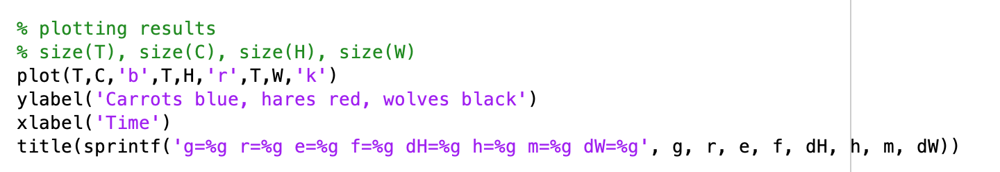 % plotting results
% size(T), size(C), size(H), size(W)
plot(T,C,'b',T,H,'r',T,W,'k')
ylabel('Carrots blue, hares red, wolves black')
xlabel('Time')
title(sprintf('g=%g r=%g e=%g f=%g dH=%g h=%g m=%g dW=%g', g, r, e, f, dH, h, m, dW))